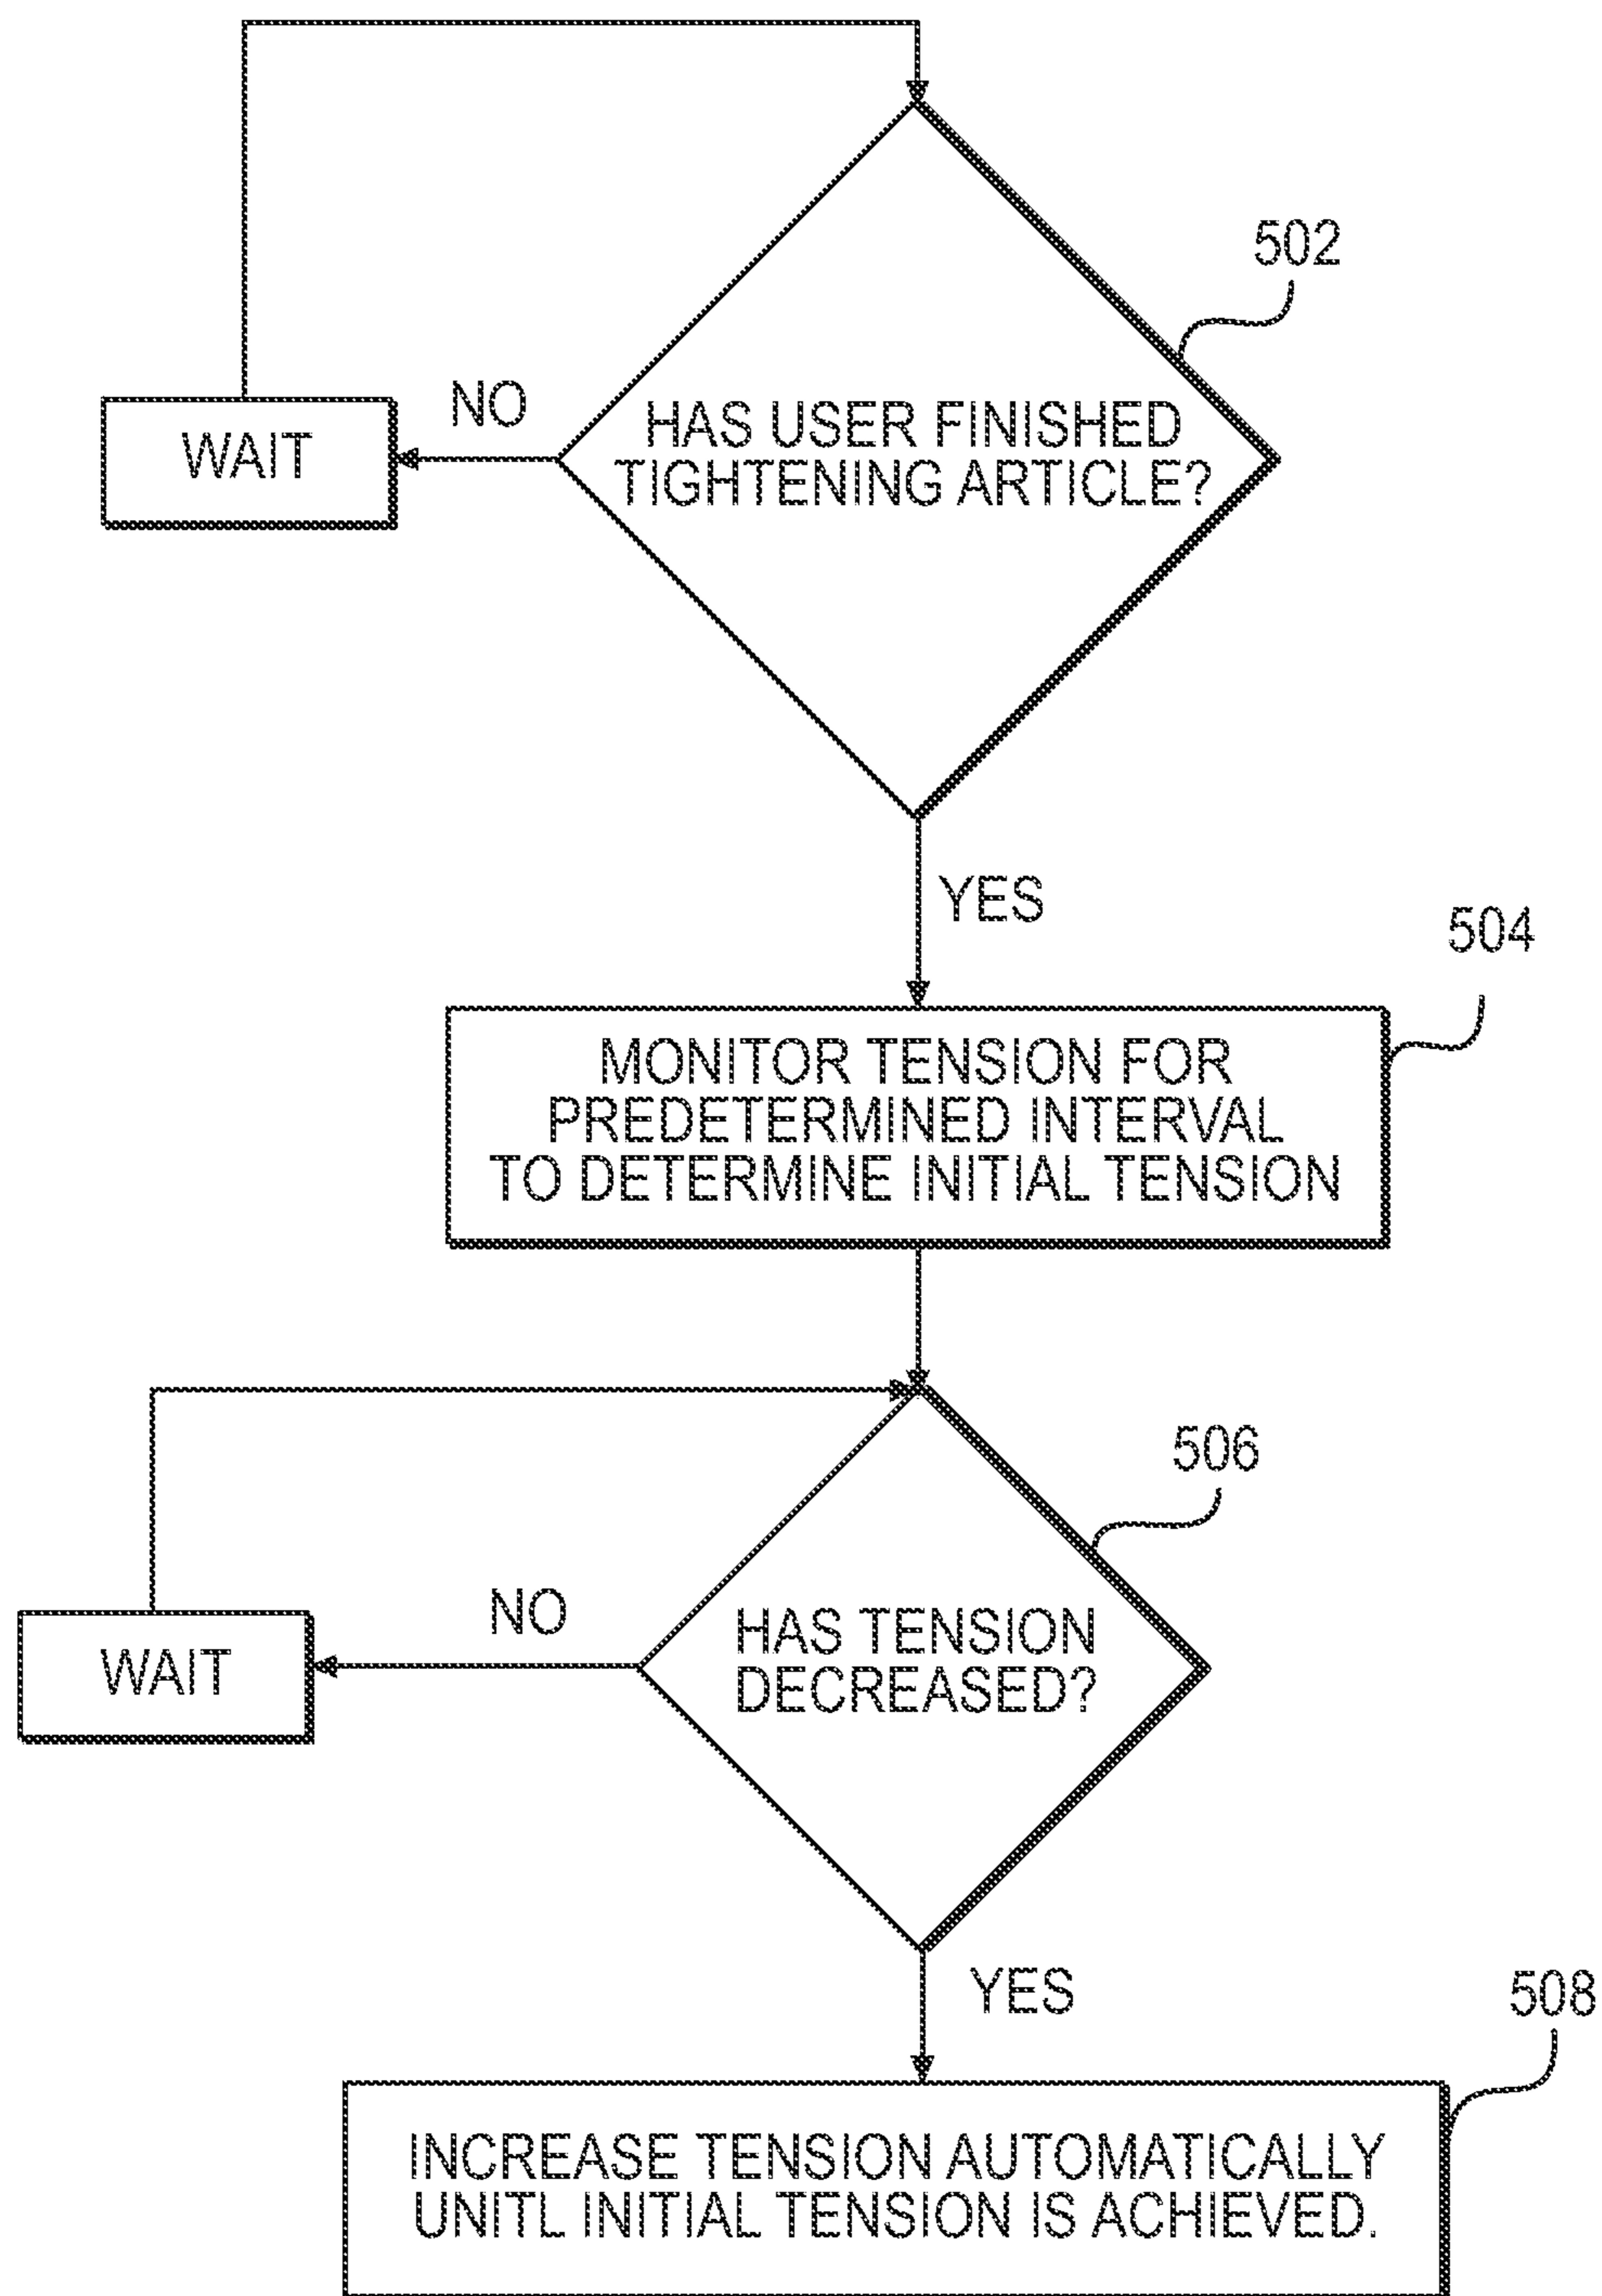 502
NO
WAIT
HAS USER FINISHED
TIGHTENING ARTICLE?
YES
504
MONITOR TENSION FOR
PREDETERMINED INTERVAL
TO DETERMINE INITIAL TENSION
506
NO
WAIT
HAS TENSION
DECREASED?
YES
508
INCREASE TENSION AUTOMATICALLY
UNITL INITIAL TENSION IS ACHIEVED.